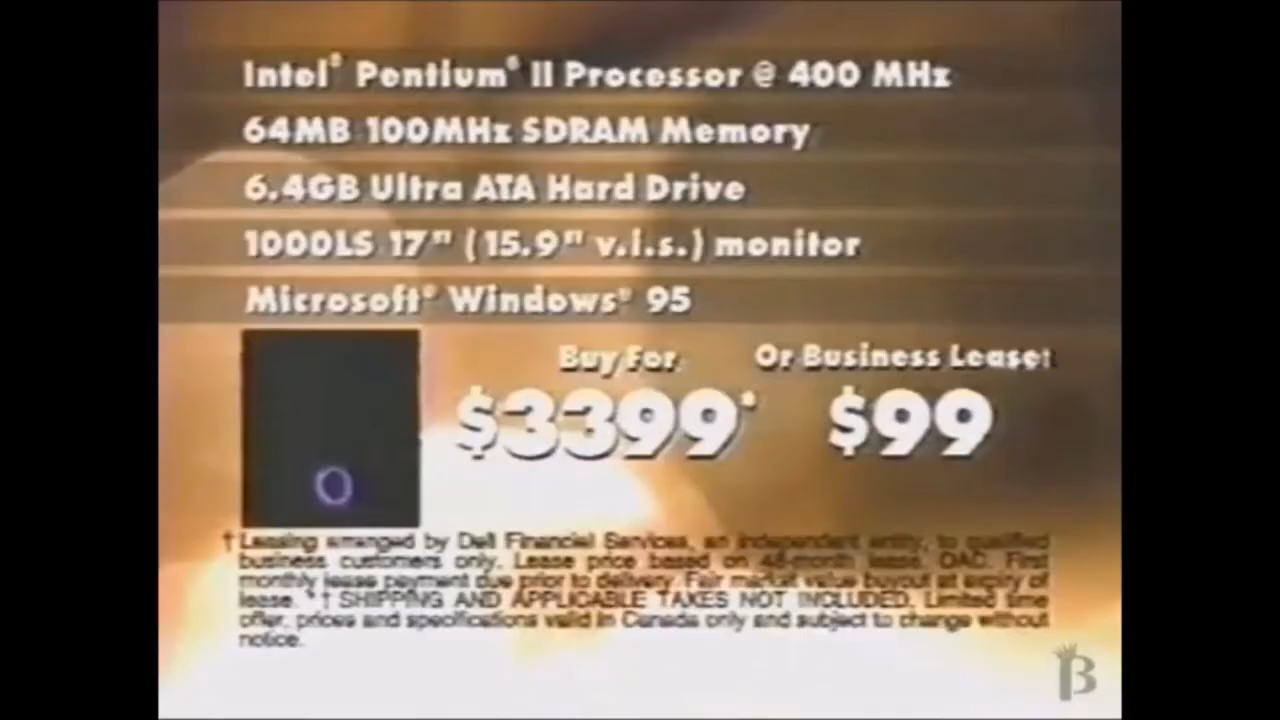 Intel® Pentium® II Processor @ 400 MHz
64MB 100MHz SDRAM Memory
6.4GB Ultra ATA Hard Drive
1000LS 17" (15.9" v.i.s.) monitor
Microsoft® Windows® 95
Buy For Or Business Lease†
$3399* $99
† Leasing arranged by Dell Financial Services, an independent entity, to qualified
business customers only. Lease price based on 48-month lease. OAC. First
monthly lease payment due prior to delivery. Fair market value buyout at expiry of
lease. *† SHIPPING AND APPLICABLE TAXES NOT INCLUDED. Limited time
offer, prices and specifications valid in Canada only and subject to change without
notice.
B